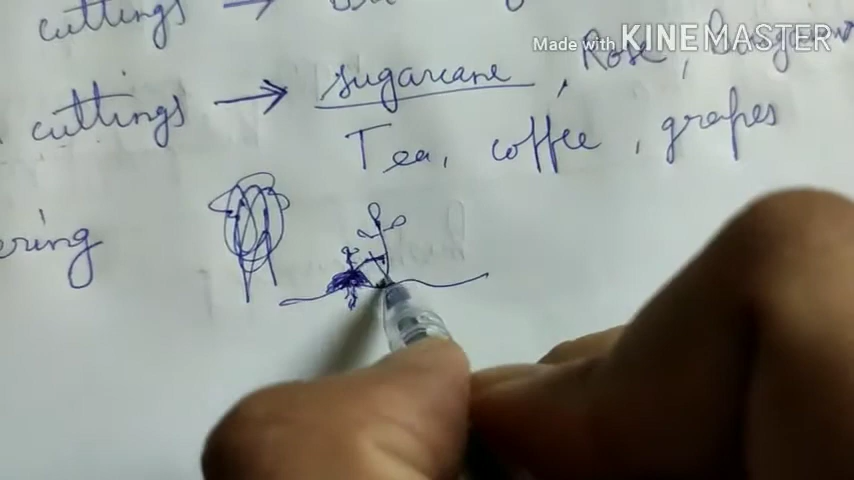 cuttings →
Made with KINEMASTER
cuttings → sugarcane, Rose,
Tea, coffee, grapes
ering